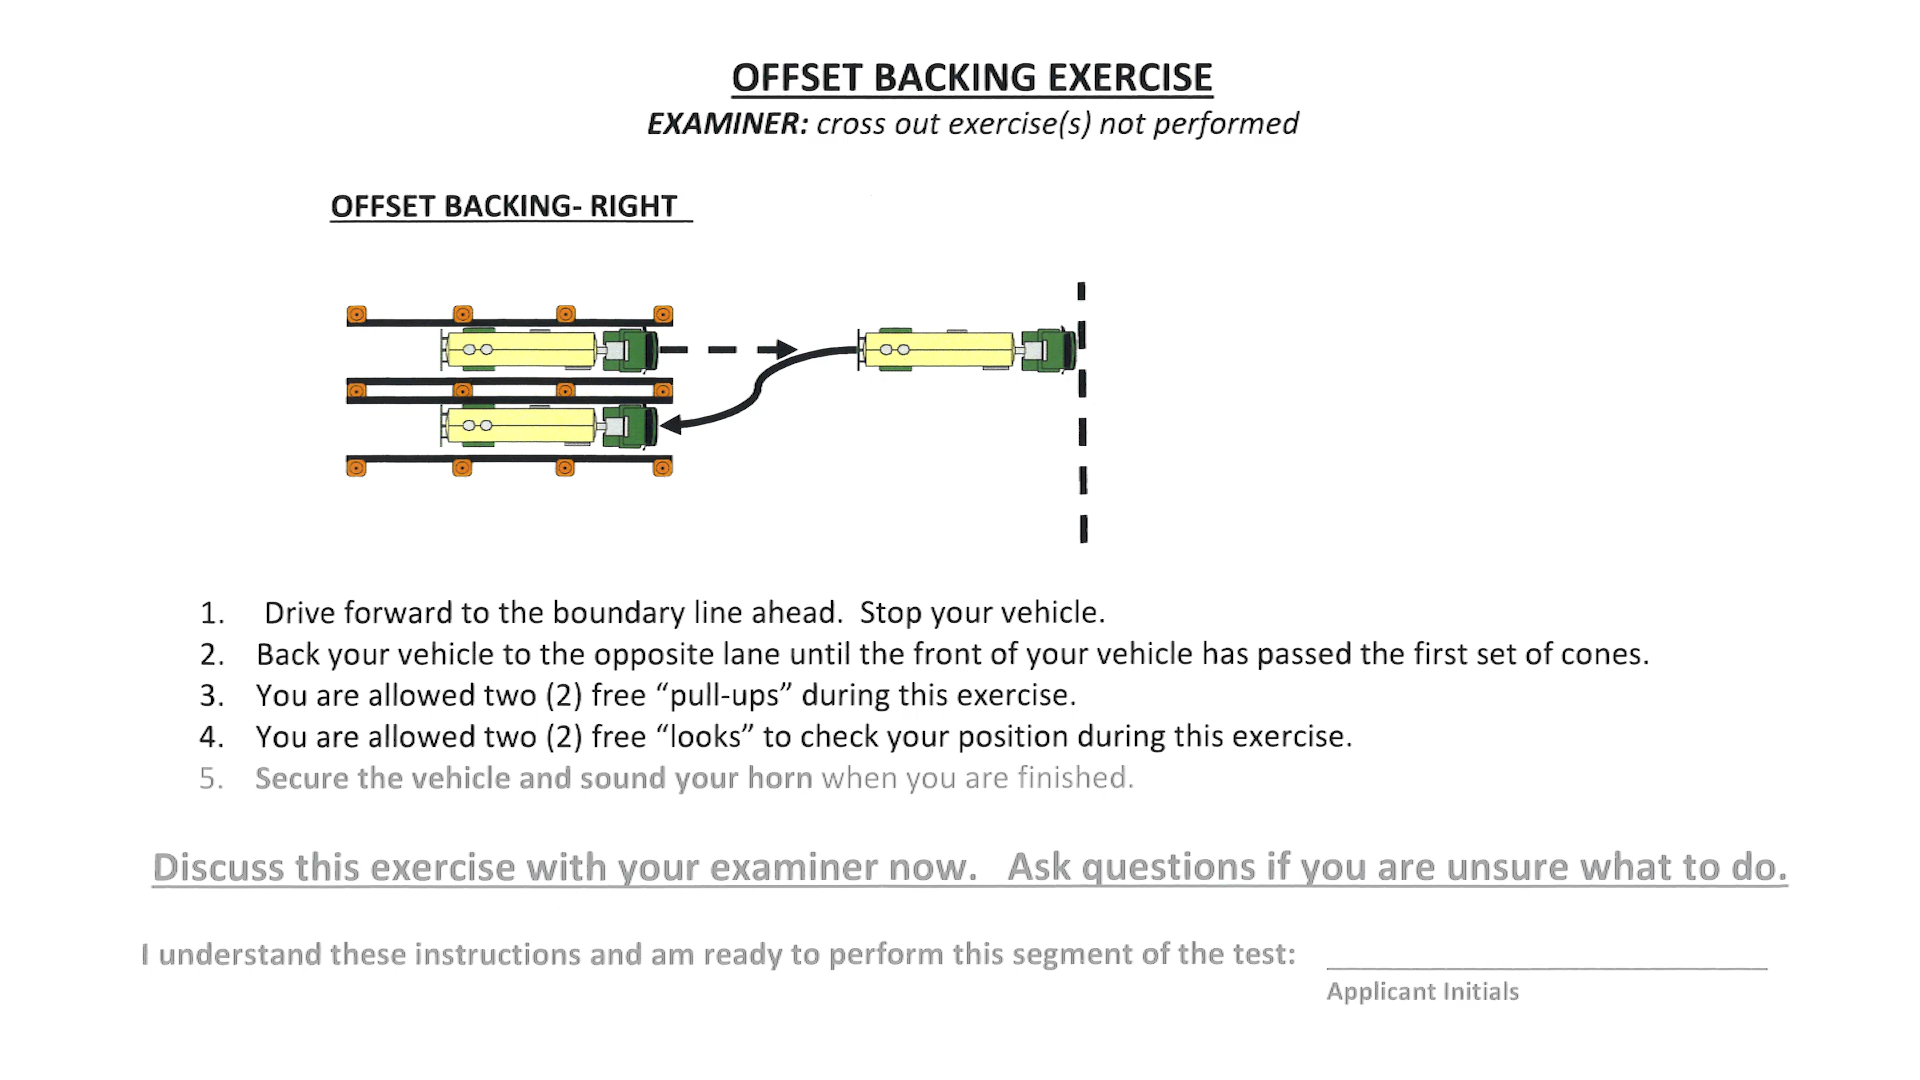 OFFSET BACKING EXERCISE
EXAMINER: cross out exercise(s) not performed
OFFSET BACKING- RIGHT
1. Drive forward to the boundary line ahead. Stop your vehicle.
2. Back your vehicle to the opposite lane until the front of your vehicle has passed the first set of cones.
3. You are allowed two (2) free “pull-ups” during this exercise.
4. You are allowed two (2) free “looks” to check your position during this exercise.
5. Secure the vehicle and sound your horn when you are finished.
Discuss this exercise with your examiner now. Ask questions if you are unsure what to do.
I understand these instructions and am ready to perform this segment of the test:
Applicant Initials